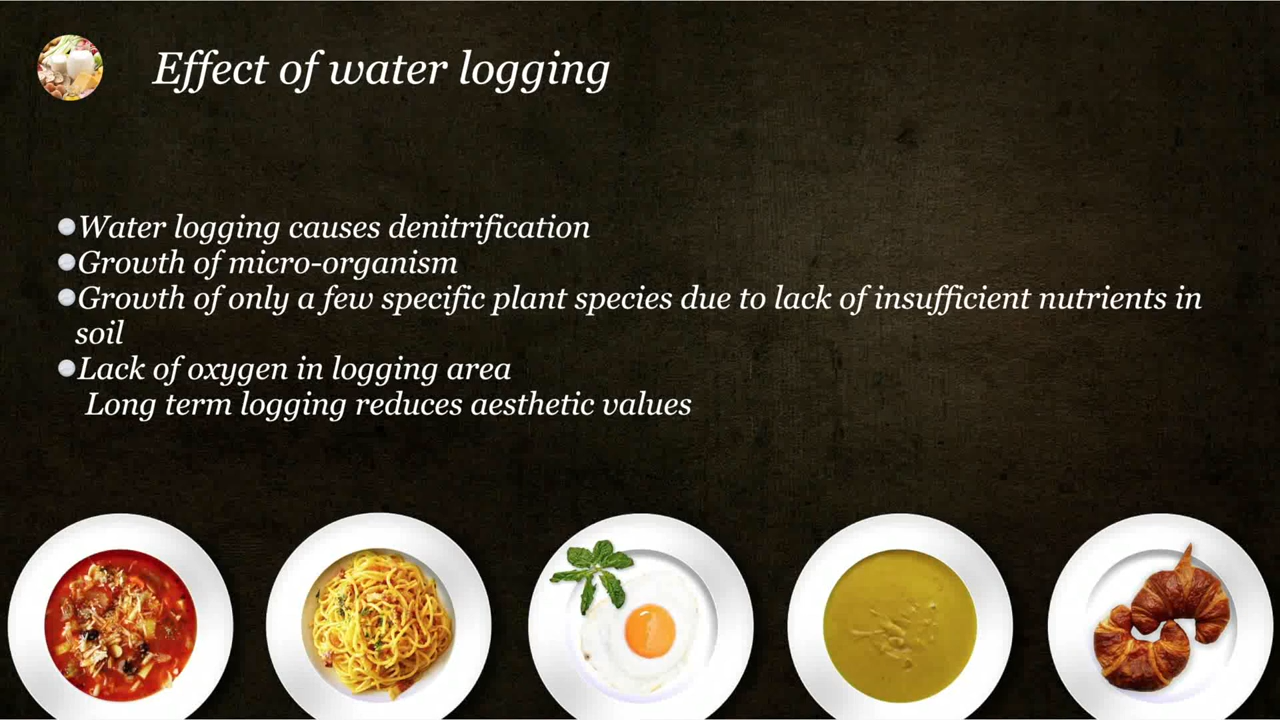 Effect of water logging
Water logging causes denitrification
Growth of micro-organism
Growth of only a few specific plant species due to lack of insufficient nutrients in
soil
Lack of oxygen in logging area
Long term logging reduces aesthetic values